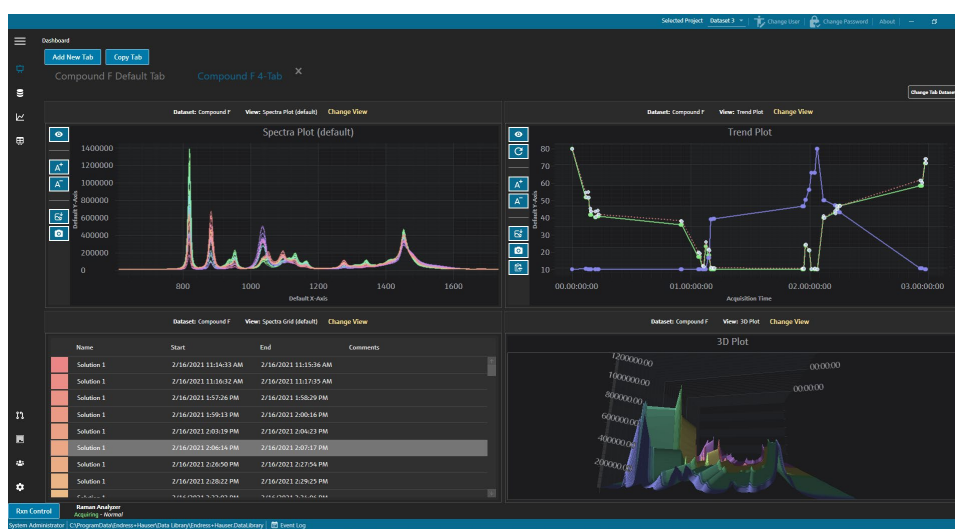 Selected Project Dataset 3 Change User Change Password About
Dashboard
Add New Tab Copy Tab
Compound F Default Tab Compound F 4-Tab X
Change Tab Dataset
Dataset: Compound F View: Spectra Plot (default) Change View
Spectra Plot (default)
A+
A-
Default Y-Axis
1400000
1200000
1000000
800000
600000
400000
200000
0
800 1000 1200 1400 1600
Default X-Axis
Dataset: Compound F View: Trend Plot Change View
Trend Plot
A+
A-
Default Y-Axis
80
70
60
50
40
30
20
10
00.00:00:00 01.00:00:00 02.00:00:00 03.00:00:00
Acquisition Time
Dataset: Compound F View: Spectra Grid (default) Change View
Name Start End Comments
Solution 1 2/16/2021 11:14:33 AM 2/16/2021 11:15:36 AM
Solution 1 2/16/2021 11:16:32 AM 2/16/2021 11:17:35 AM
Solution 1 2/16/2021 1:57:26 PM 2/16/2021 1:58:29 PM
Solution 1 2/16/2021 1:59:13 PM 2/16/2021 2:00:16 PM
Solution 1 2/16/2021 2:03:19 PM 2/16/2021 2:04:23 PM
Solution 1 2/16/2021 2:06:14 PM 2/16/2021 2:07:17 PM
Solution 1 2/16/2021 2:26:50 PM 2/16/2021 2:27:54 PM
Solution 1 2/16/2021 2:28:22 PM 2/16/2021 2:29:25 PM
Dataset: Compound F View: 3D Plot Change View
3D Plot
1200000.00
1000000.00
800000.00
600000.00
400000.00
200000.00
00:00:00
00:00:00
Rxn Control
Raman Analyzer
Acquiring - Normal
System Administrator C:\ProgramData\Endress+Hauser\Data Library\Endress+Hauser.DataLibrary Event Log